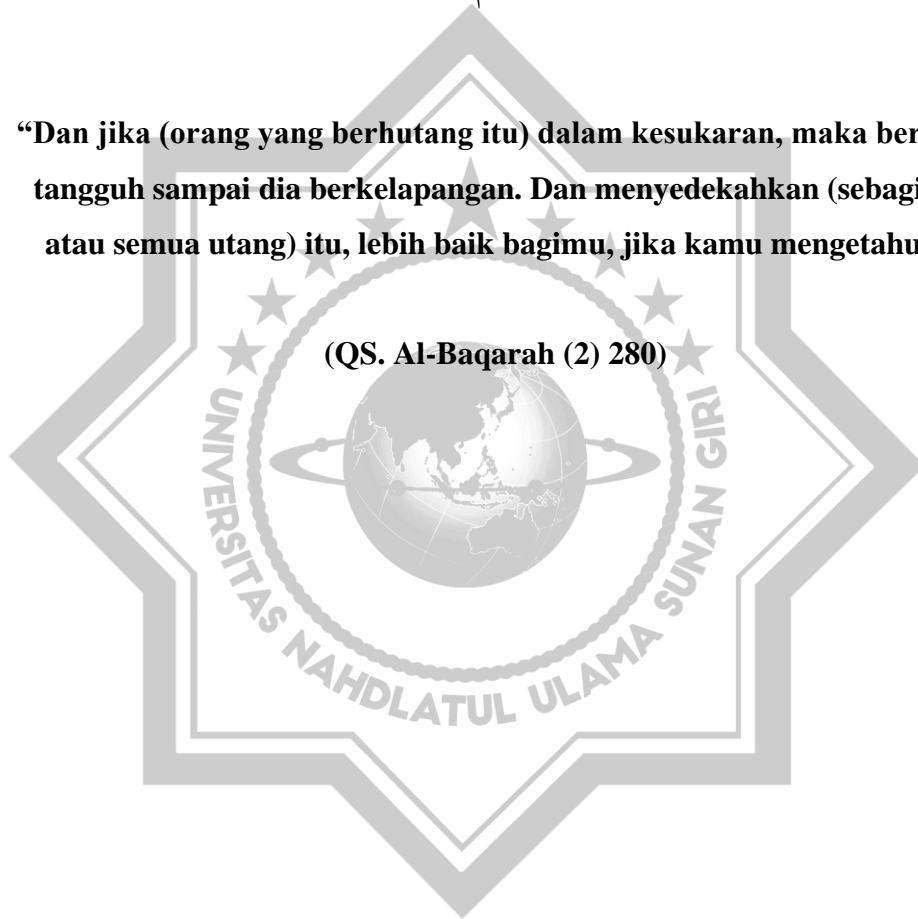 “Dan jika (orang yang berhutang itu) dalam kesukaran, maka ber
tangguh sampai dia berkelapangan. Dan menyedekahkan (sebagi
atau semua utang) itu, lebih baik bagimu, jika kamu mengetahu
(QS. Al-Baqarah (2) 280)
UNIVERSITAS NAHDLATUL ULAMA SUNAN GIRI